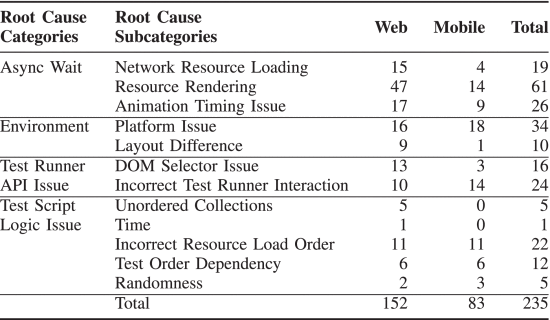 Root Cause Categories Root Cause Subcategories Web Mobile Total
Async Wait Network Resource Loading 15 4 19
Resource Rendering 47 14 61
Animation Timing Issue 17 9 26
Environment Platform Issue 16 18 34
Layout Difference 9 1 10
Test Runner DOM Selector Issue 13 3 16
API Issue Incorrect Test Runner Interaction 10 14 24
Test Script Unordered Collections 5 0 5
Logic Issue Time 1 0 1
Incorrect Resource Load Order 11 11 22
Test Order Dependency 6 6 12
Randomness 2 3 5
Total 152 83 235